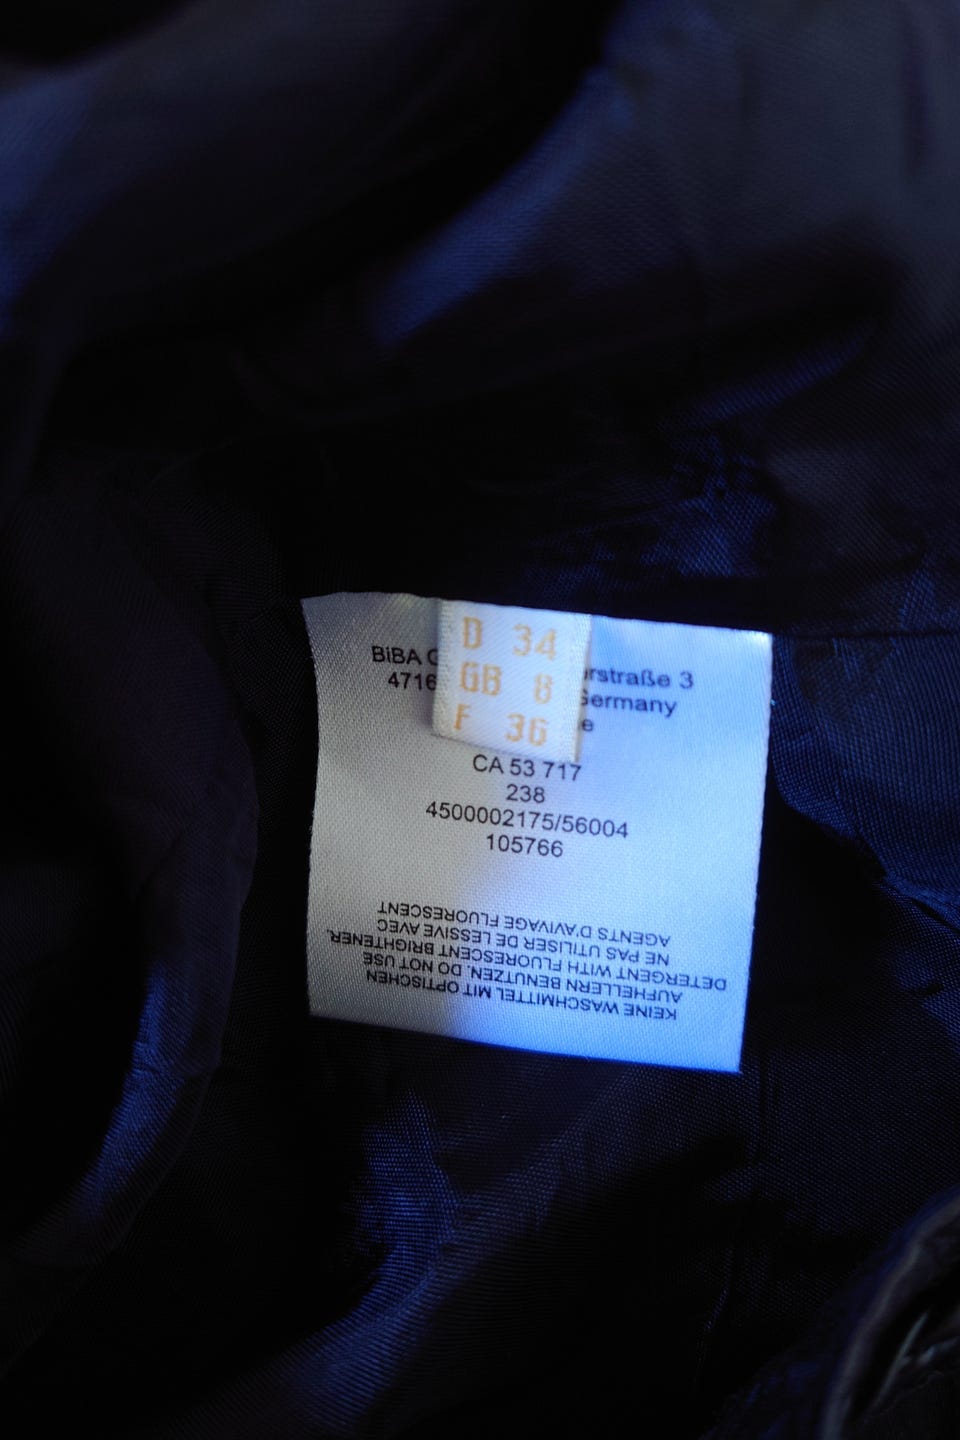 D 34
GB 8
F 36
BiBA
rstraße 3
4716
Germany
CA 53 717
238
4500002175/56004
105766
KEINE WASCHMITTEL MIT OPTISCHEN
AUFHELLERN BENUTZEN. DO NOT USE
DETERGENT WITH FLUORESCENT BRIGHTENER.
NE PAS UTILISER DE LESSIVE AVEC
AGENTS D'AVIVAGE FLUORESCENT